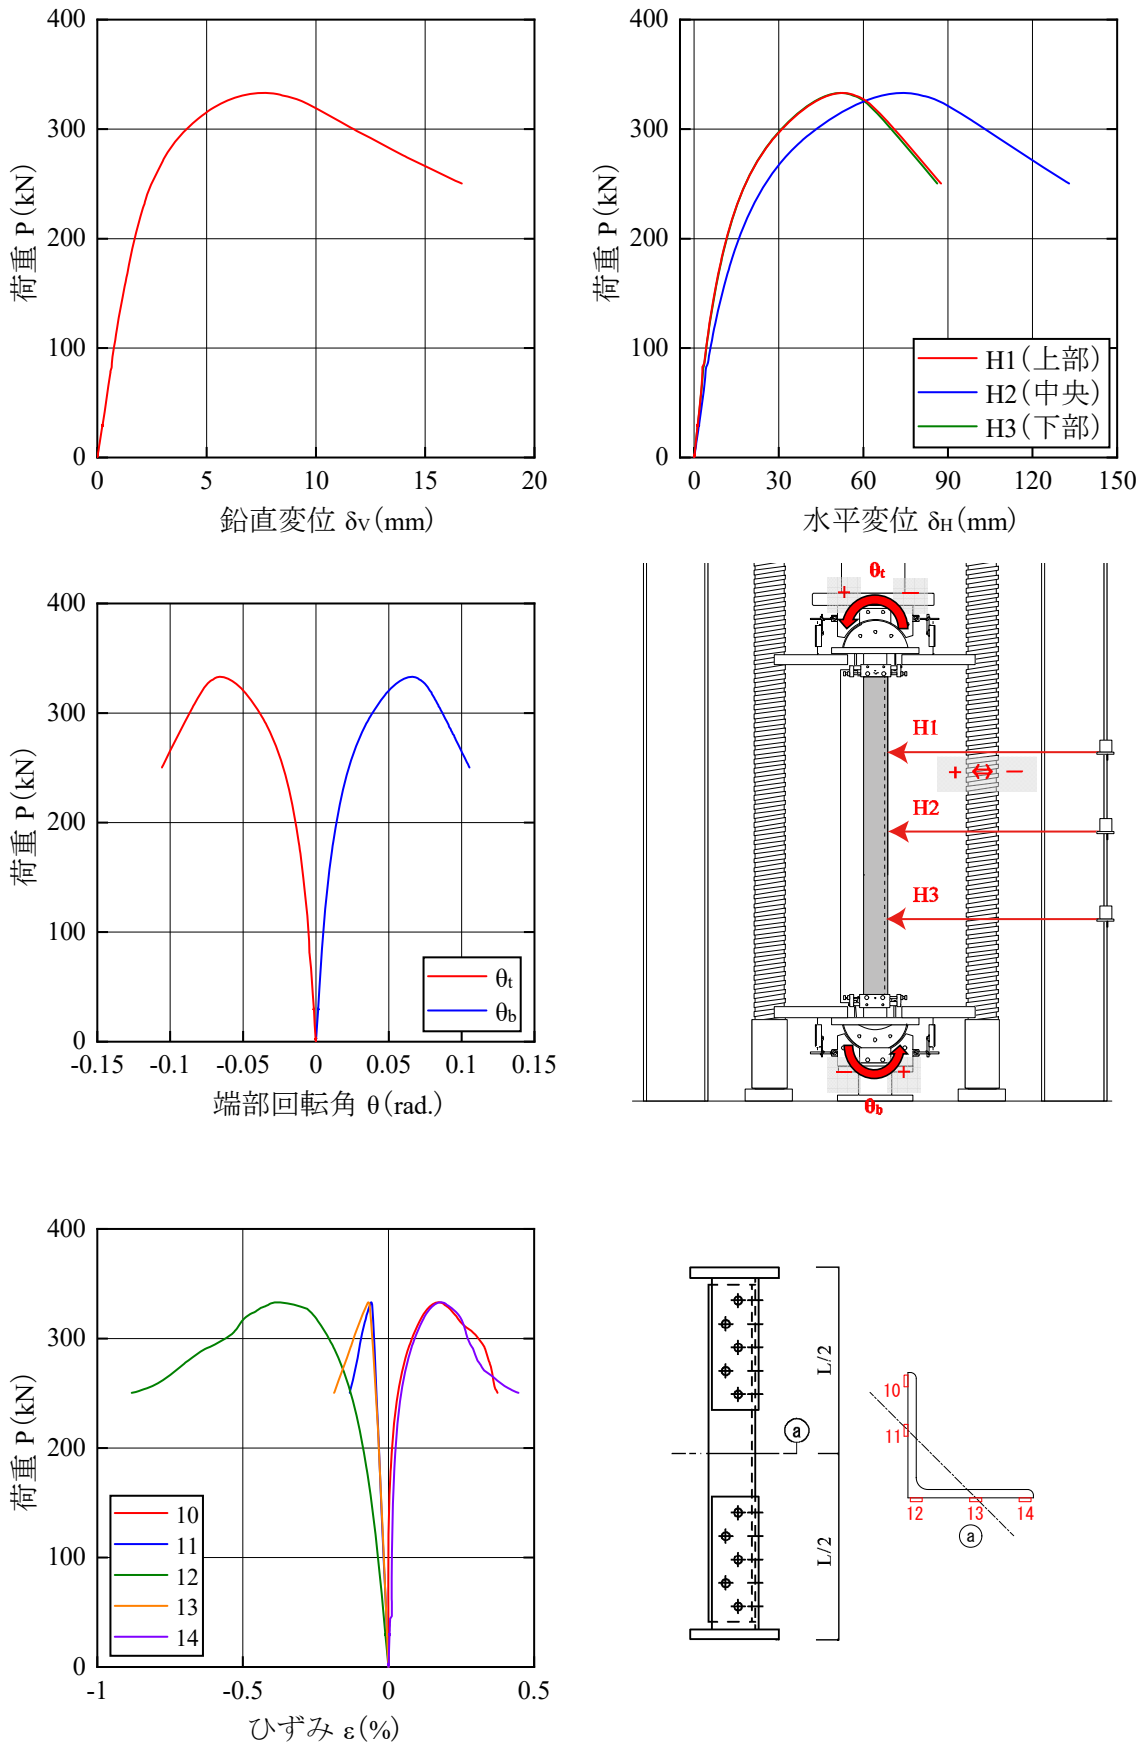 400
300
200
100
0
荷重 P(kN)
0 5 10 15 20
鉛直変位 δV(mm)
400
300
200
100
0
荷重 P(kN)
H1(上部)
H2(中央)
H3(下部)
0 30 60 90 120 150
水平変位 δH(mm)
400
300
200
100
0
荷重 P(kN)
θt
θb
-0.15 -0.1 -0.05 0 0.05 0.1 0.15
端部回転角 θ(rad.)
θt
+ −
H1
+ ⇔ −
H2
H3
− +
θb
400
300
200
100
0
荷重 P(kN)
10
11
12
13
14
-1 -0.5 0 0.5
ひずみ ε(%)
L/2
a
L/2
10
11
12 13 14
a